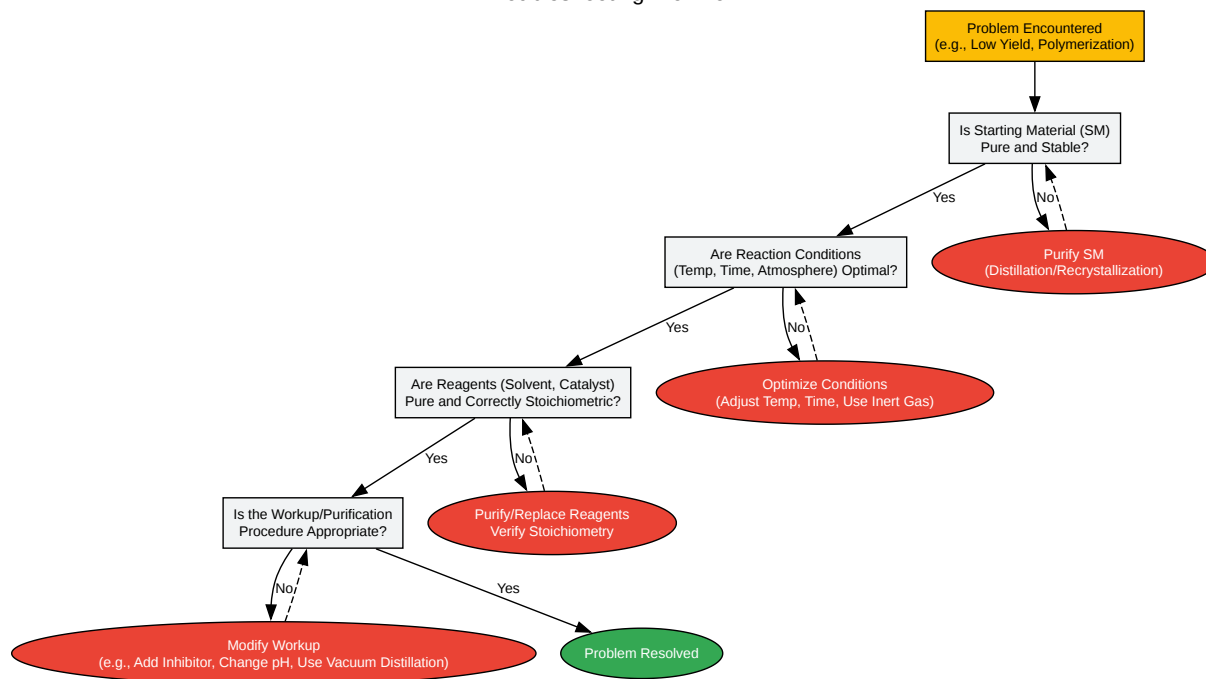 Problem Encountered
(e.g., Low Yield, Polymerization)
Is Starting Material (SM)
Pure and Stable?
Yes
No
Are Reaction Conditions
(Temp, Time, Atmosphere) Optimal?
Purify SM
(Distillation/Recrystallization)
Yes
No
Are Reagents (Solvent, Catalyst)
Pure and Correctly Stoichiometric?
Optimize Conditions
(Adjust Temp, Time, Use Inert Gas)
Yes
No
Is the Workup/Purification
Procedure Appropriate?
Purify/Replace Reagents
Verify Stoichiometry
No
Yes
Modify Workup
(e.g., Add Inhibitor, Change pH, Use Vacuum Distillation)
Problem Resolved